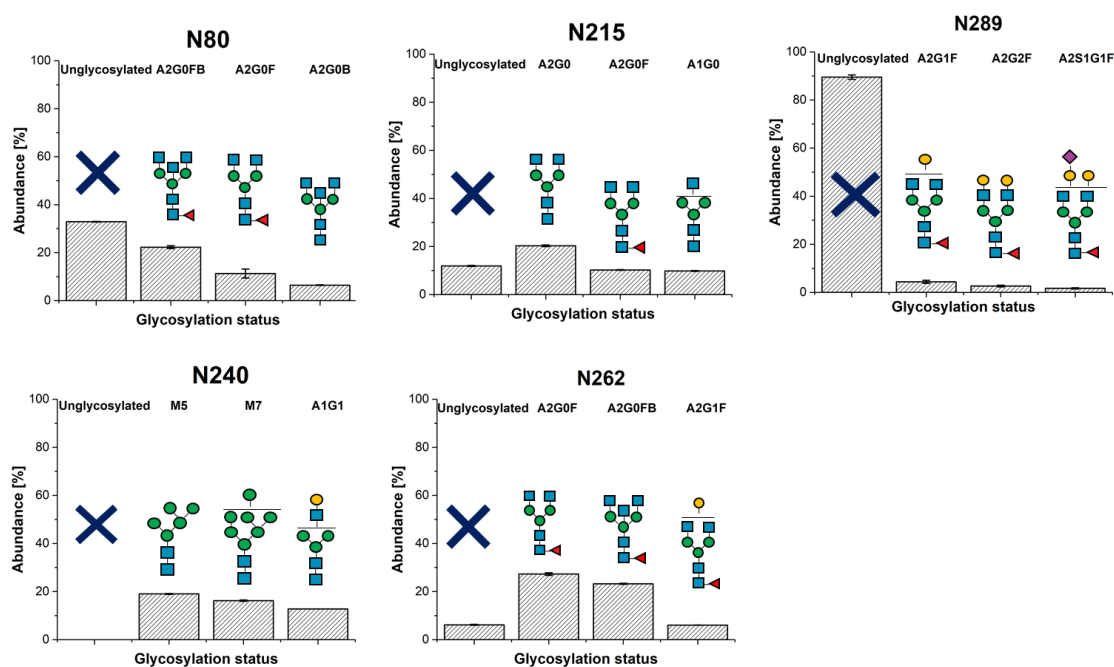 N80
Unglycosylated A2G0FB A2G0F A2G0B
100
80
60
40
20
0
Abundance [%]
Glycosylation status
N215
Unglycosylated A2G0 A2G0F A1G0
100
80
60
40
20
0
Abundance [%]
Glycosylation status
N289
Unglycosylated A2G1F A2G2F A2S1G1F
100
80
60
40
20
0
Abundance [%]
Glycosylation status
N240
Unglycosylated M5 M7 A1G1
100
80
60
40
20
0
Abundance [%]
Glycosylation status
N262
Unglycosylated A2G0F A2G0FB A2G1F
100
80
60
40
20
0
Abundance [%]
Glycosylation status